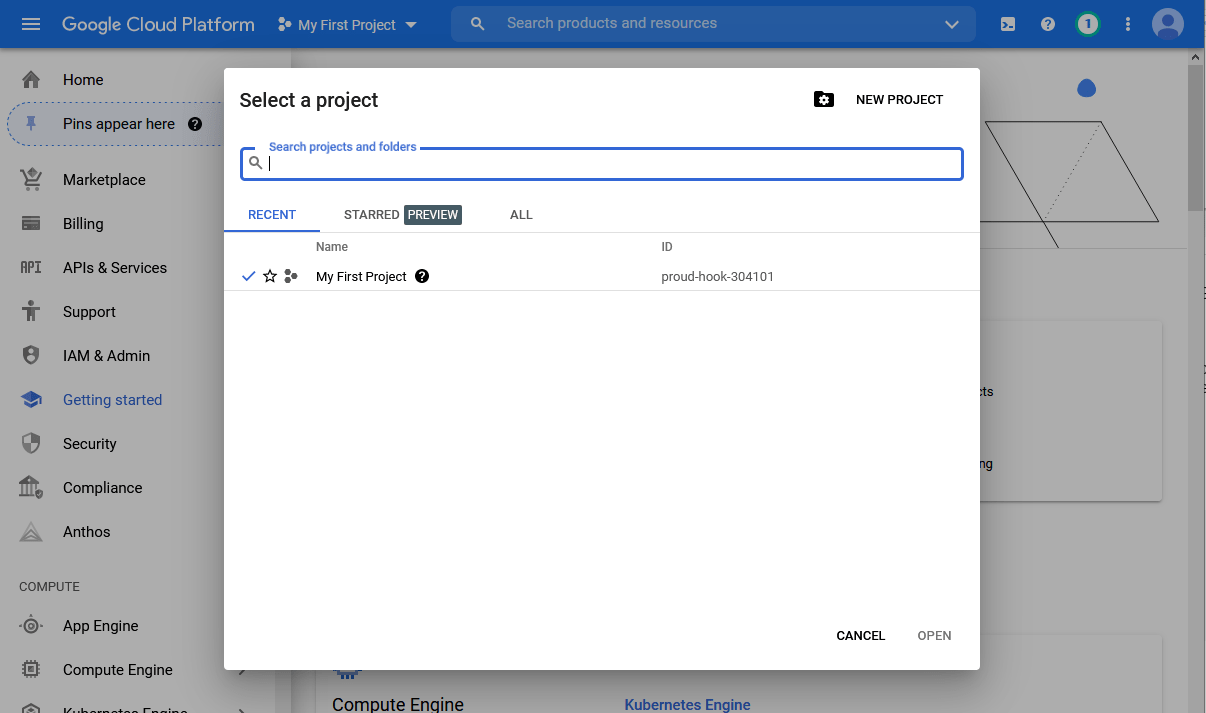 Google Cloud Platform
My First Project
Search products and resources
1
Home
Pins appear here
Marketplace
Billing
API APIs & Services
Support
IAM & Admin
Getting started
Security
Compliance
Anthos
COMPUTE
App Engine
Compute Engine
Kubernetes Engine
Select a project
NEW PROJECT
Search projects and folders
RECENT STARRED PREVIEW ALL
Name ID
My First Project proud-hook-304101
CANCEL OPEN
Compute Engine Kubernetes Engine